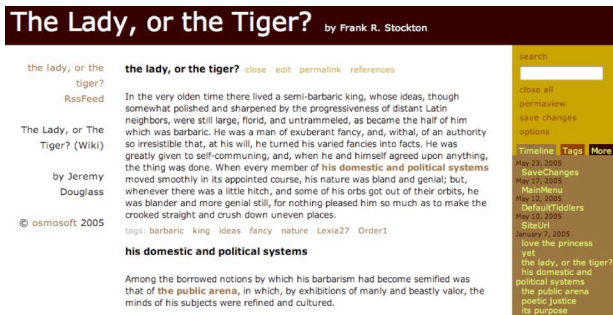 The Lady, or the Tiger? by Frank R. Stockton
the lady, or the
tiger?
RssFeed
The Lady, or The
Tiger? (Wiki)
by Jeremy
Douglass
© osmosoft 2005
the lady, or the tiger? close edit permalink references
In the very olden time there lived a semi-barbaric king, whose ideas, though
somewhat polished and sharpened by the progressiveness of distant Latin
neighbors, were still large, florid, and untrammeled, as became the half of him
which was barbaric. He was a man of exuberant fancy, and, withal, of an authority
so irresistible that, at his will, he turned his varied fancies into facts. He was
greatly given to self-communing, and, when he and himself agreed upon anything,
the thing was done. When every member of his domestic and political systems
moved smoothly in its appointed course, his nature was bland and genial; but,
whenever there was a little hitch, and some of his orbs got out of their orbits, he
was blander and more genial still, for nothing pleased him so much as to make the
crooked straight and crush down uneven places.
tags: barbaric king ideas fancy nature Lexia27 Order1
his domestic and political systems
Among the borrowed notions by which his barbarism had become semified was
that of the public arena, in which, by exhibitions of manly and beastly valor, the
minds of his subjects were refined and cultured.
search
close all
permaview
save changes
options
Timeline Tags More
May 23, 2005
SaveChanges
May 17, 2005
MainMenu
May 12, 2005
DefaultTiddlers
May 10, 2005
SiteUrl
January 7, 2005
love the princess
yet
the lady, or the tiger?
his domestic and
political systems
the public arena
poetic justice
its purpose